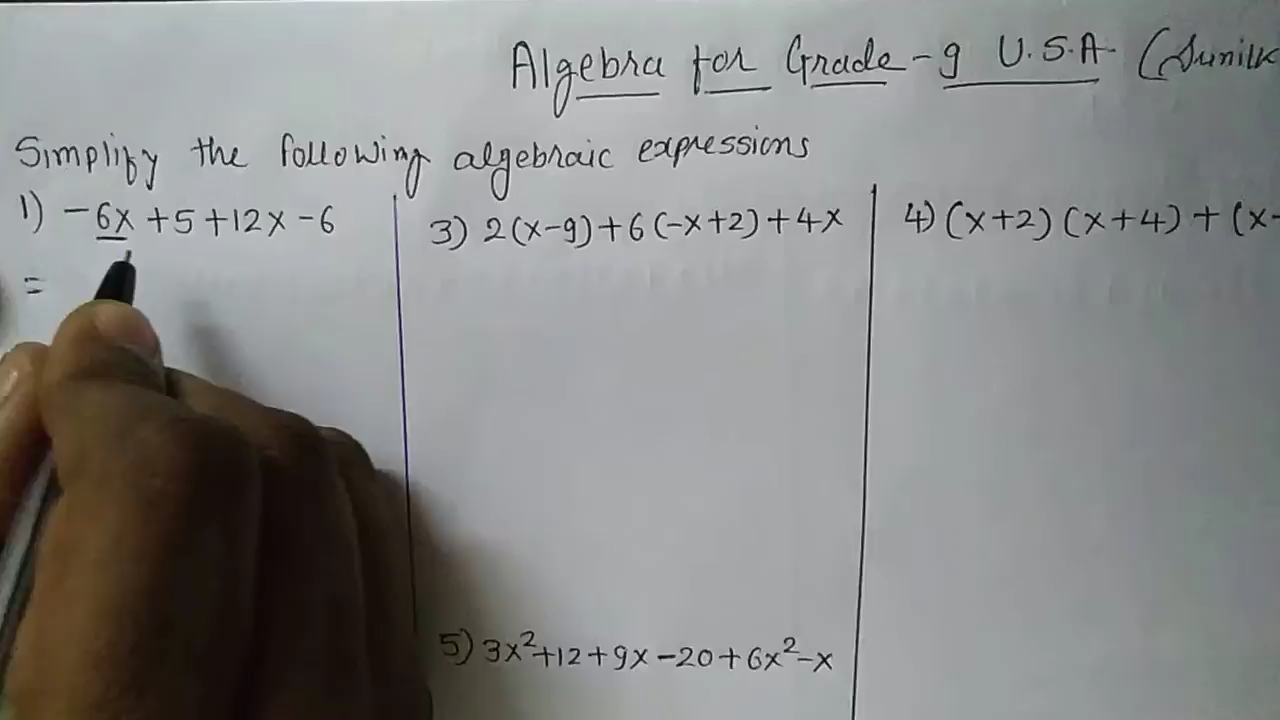 Algebra for Grade-9 U.S.A.
Simplify the following algebraic expressions
1) -6x +5 +12x -6
=
3) 2(x-9)+6(-x+2)+4x
4) (x+2)(x+4) + (x-
5) 3x²+12+9x-20+6x²-x